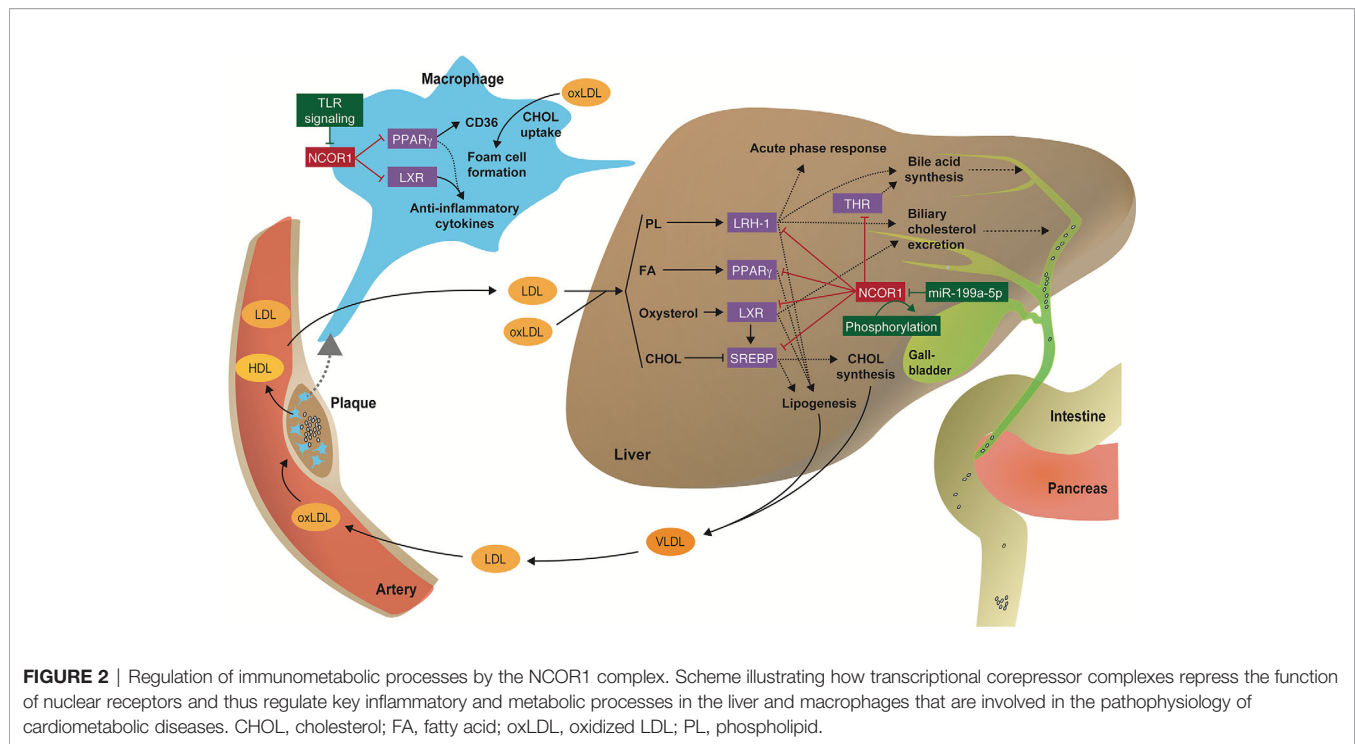 Macrophage
TLR
signaling
NCOR1
PPARγ
LXR
CD36
Foam cell
formation
Anti-inflammatory
cytokines
oxLDL
CHOL
uptake
LDL
HDL
Plaque
oxLDL
Artery
LDL
oxLDL
PL
FA
Oxysterol
CHOL
LRH-1
PPARγ
LXR
SREBP
Acute phase response
THR
Bile acid
synthesis
Biliary
cholesterol
excretion
NCOR1
miR-199a-5p
Phosphorylation
CHOL
synthesis
Lipogenesis
Gall-
bladder
Liver
Intestine
Pancreas
VLDL
LDL
FIGURE 2 | Regulation of immunometabolic processes by the NCOR1 complex. Scheme illustrating how transcriptional corepressor complexes repress the function
of nuclear receptors and thus regulate key inflammatory and metabolic processes in the liver and macrophages that are involved in the pathophysiology of
cardiometabolic diseases. CHOL, cholesterol; FA, fatty acid; oxLDL, oxidized LDL; PL, phospholipid.